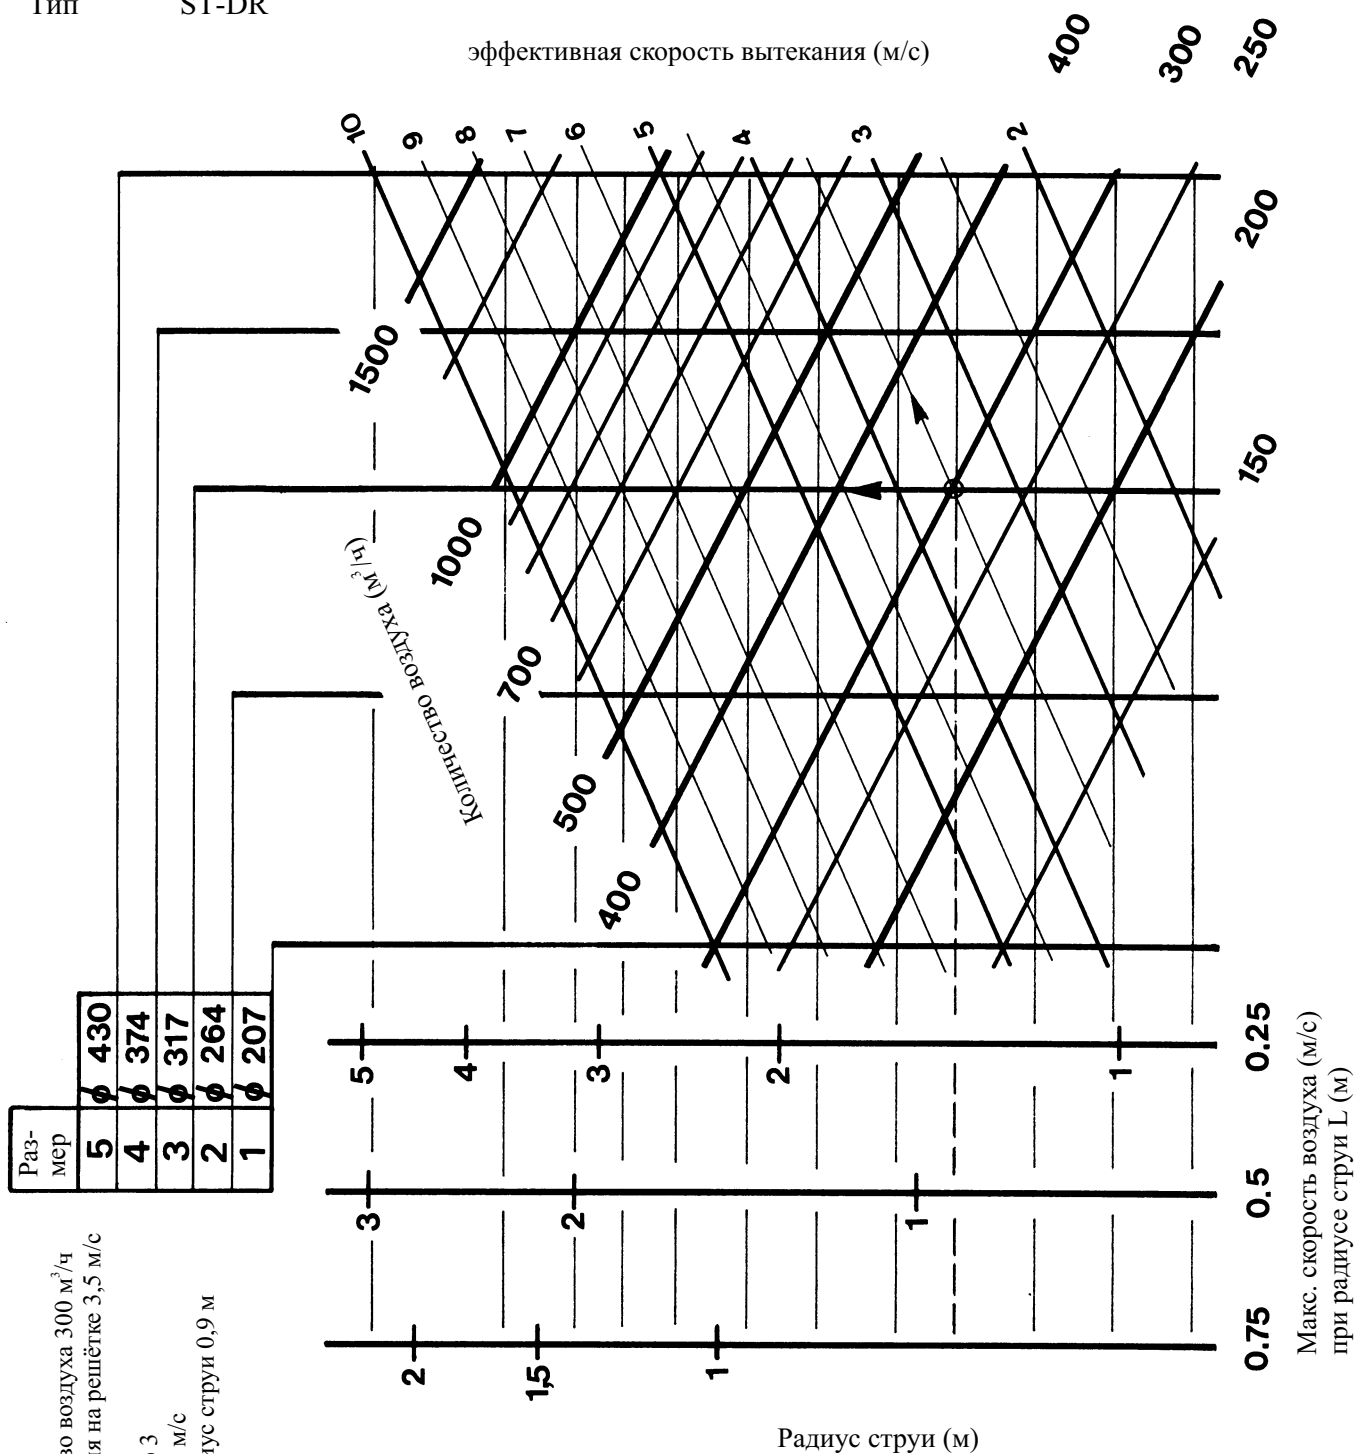 Тип ST-DR
эффективная скорость вытекания (м/с)
400
300
250
200
150
10
9
8
7
6
5
4
3
2
1500
1000
700
500
400
Количество воздуха (м³/ч)
Раз-
мер
5 ϕ 430
4 ϕ 374
3 ϕ 317
2 ϕ 264
1 ϕ 207
5
4
3
2
1
0.25
3
2
1
0.5
2
1,5
1
0.75
Макс. скорость воздуха (м/с)
при радиусе струи L (м)
Радиус струи (м)
воздуха 300 м³/ч
на решётке 3,5 м/с
3
м/с
струи 0,9 м